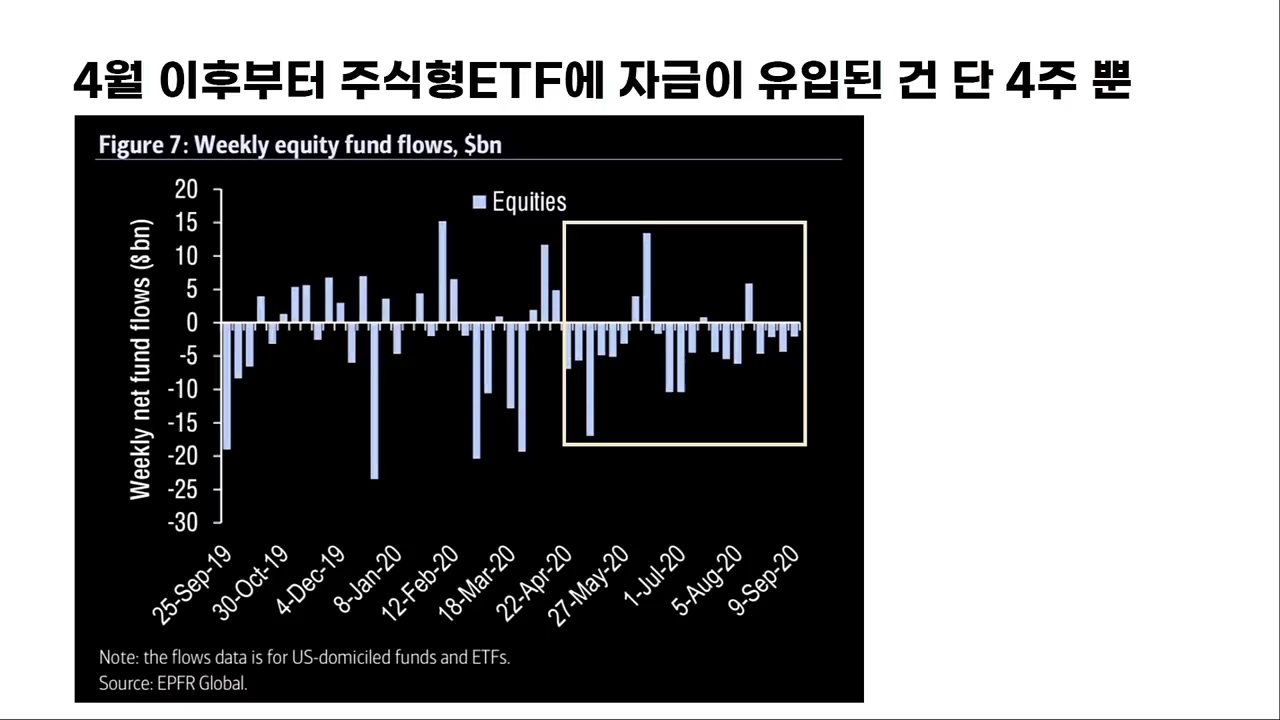 4월 이후부터 주식형ETF에 자금이 유입된 건 단 4주 뿐
Figure 7: Weekly equity fund flows, $bn
Equities
Weekly net fund flows ($bn)
20
15
10
5
0
-5
-10
-15
-20
-25
-30
25-Sep-19
30-Oct-19
4-Dec-19
8-Jan-20
12-Feb-20
18-Mar-20
22-Apr-20
27-May-20
1-Jul-20
5-Aug-20
9-Sep-20
Note: the flows data is for US-domiciled funds and ETFs.
Source: EPFR Global.